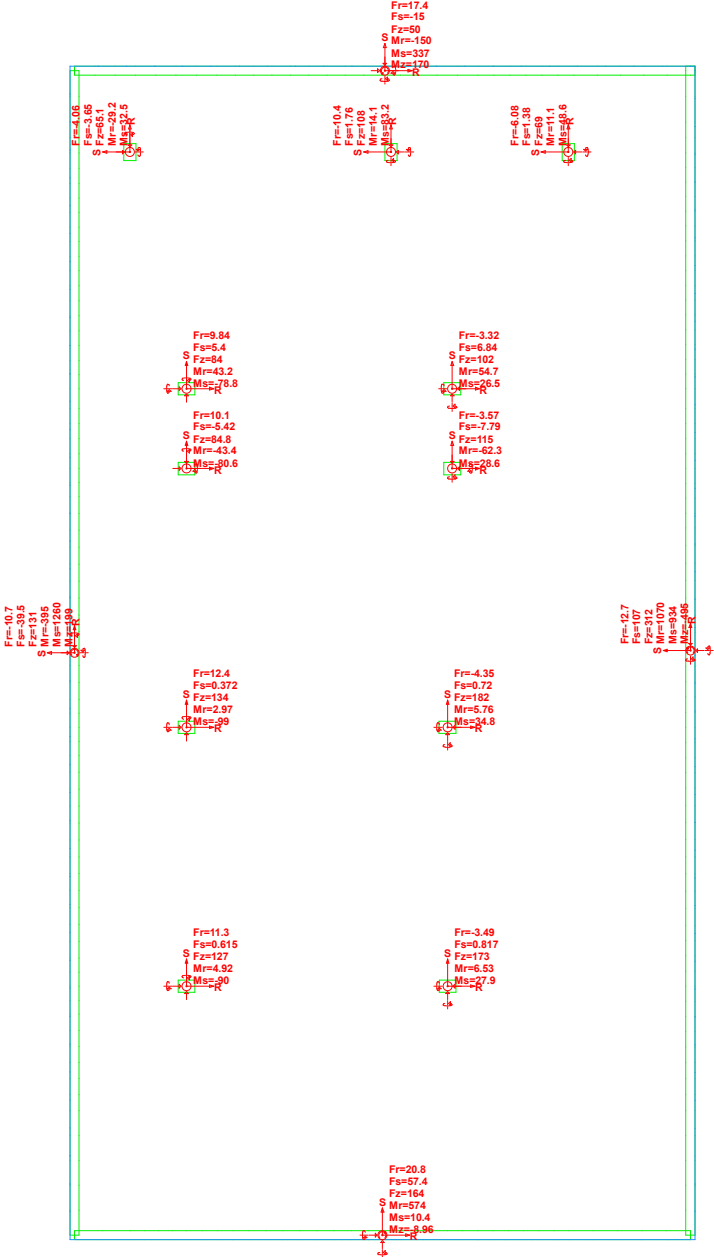 Fr=17.4
Fs=-15
Fz=50
S
Mr=-150
Ms=337
Mz=170
R
Fr=-4.06
Fs=-3.65
Fz=65.1
Mr=-29.2
Ms=32.5
R
S
Fr=-10.4
Fs=1.76
Fz=108
Mr=14.1
Ms=83.2
R
S
Fr=-6.08
Fs=1.38
Fz=69
Mr=11.1
Ms=48.6
R
S
Fr=9.84
Fs=5.4
S
Fz=84
Mr=43.2
Ms=-78.8
R
Fr=-3.32
Fs=6.84
S
Fz=102
Mr=54.7
Ms=26.5
R
Fr=10.1
Fs=-5.42
S
Fz=84.8
Mr=-43.4
Ms=-80.6
R
Fr=-3.57
Fs=-7.79
S
Fz=115
Mr=-62.3
Ms=28.6
R
Fr=-10.7
Fs=-39.5
Fz=131
Mr=-395
Ms=1260
Mz=199
R
S
Fr=-12.7
Fs=107
Fz=312
Mr=1070
Ms=934
Mz=-495
R
S
Fr=12.4
Fs=0.372
S
Fz=134
Mr=2.97
Ms=-99
R
Fr=-4.35
Fs=0.72
S
Fz=182
Mr=5.76
Ms=34.8
R
Fr=11.3
Fs=0.615
S
Fz=127
Mr=4.92
Ms=-90
R
Fr=-3.49
Fs=0.817
S
Fz=173
Mr=6.53
Ms=27.9
R
Fr=20.8
Fs=57.4
Fz=164
S
Mr=574
Ms=10.4
Mz=-8.96
R